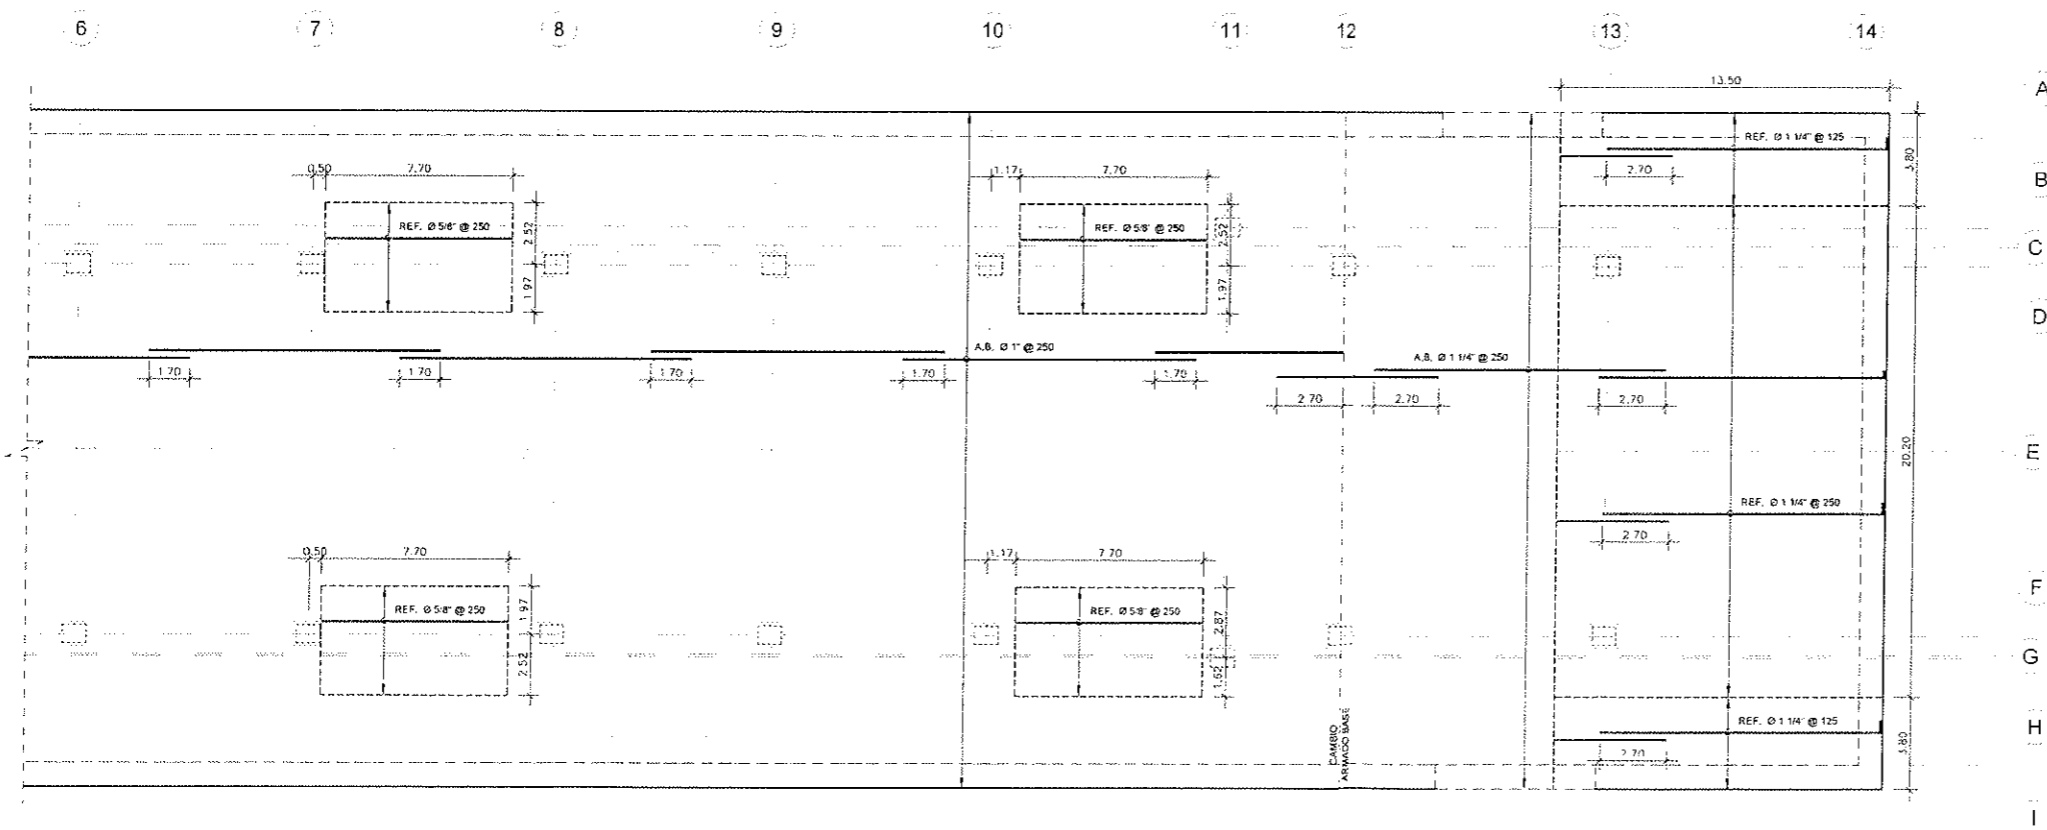 6 7 8 9 10 11 12 13 14
A
13.50
REF. Ø 1 1/4" @ 125
3.80
2.70
B
0.50 7.70
1.17 7.70
REF. Ø 5/8" @ 250
2.52
REF. Ø 5/8" @ 250
2.52
C
1.97
1.97
D
A.B. Ø 1" @ 250
A.B. Ø 1 1/4" @ 250
1.70 1.70 1.70 1.70 1.70
2.70 2.70 2.70
E
20.20
REF. Ø 1 1/4" @ 250
2.70
0.50 7.70
1.17 7.70
F
REF. Ø 5/8" @ 250
1.97
REF. Ø 5/8" @ 250
2.87
G
2.52
1.62
REF. Ø 1 1/4" @ 125
H
CAMBIO
ARMADO BASE
2.70
3.80
I